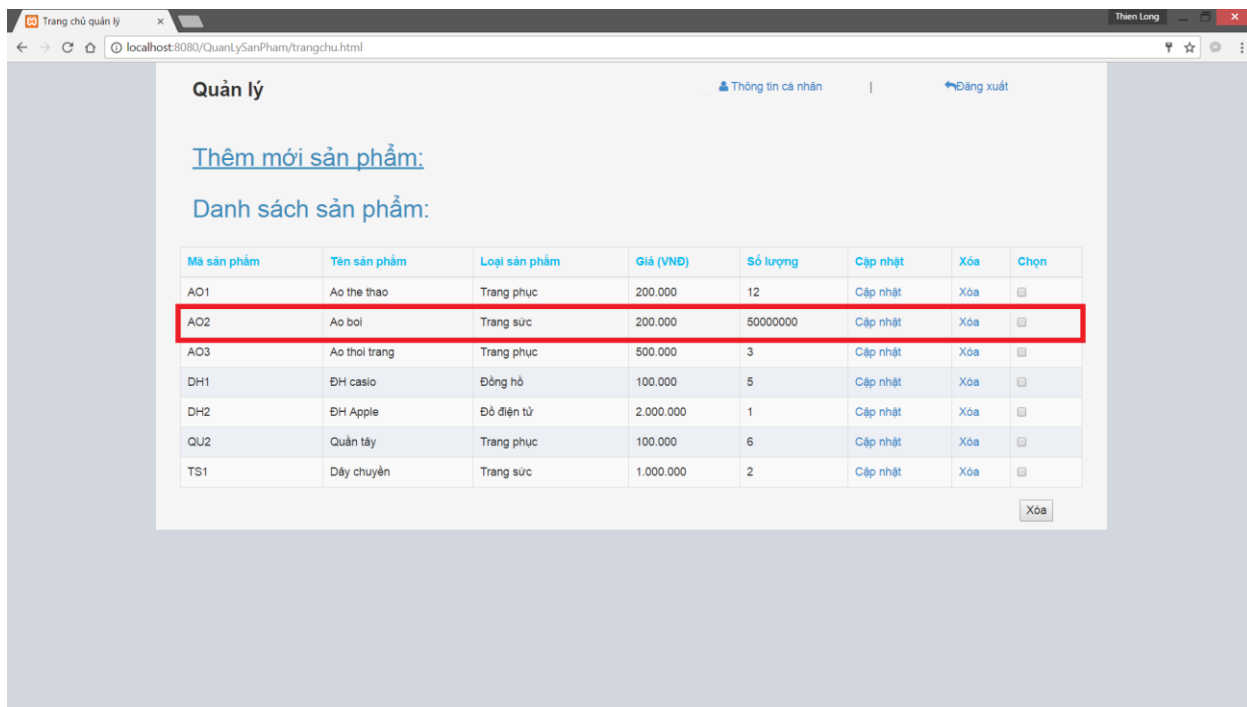 Trang chủ quản lý
Thien Long
localhost:8080/QuanLySanPham/trangchu.html
Quản lý Thông tin cá nhân | Đăng xuất
Thêm mới sản phẩm:
Danh sách sản phẩm:
Mã sản phẩm Tên sản phẩm Loại sản phẩm Giá (VNĐ) Số lượng Cập nhật Xóa Chọn
AO1 Ao the thao Trang phục 200.000 12 Cập nhật Xóa
AO2 Ao boi Trang sức 200.000 50000000 Cập nhật Xóa
AO3 Ao thoi trang Trang phục 500.000 3 Cập nhật Xóa
DH1 ĐH casio Đồng hồ 100.000 5 Cập nhật Xóa
DH2 ĐH Apple Đồ điện tử 2.000.000 1 Cập nhật Xóa
QU2 Quần tây Trang phục 100.000 6 Cập nhật Xóa
TS1 Dây chuyền Trang sức 1.000.000 2 Cập nhật Xóa
Xóa